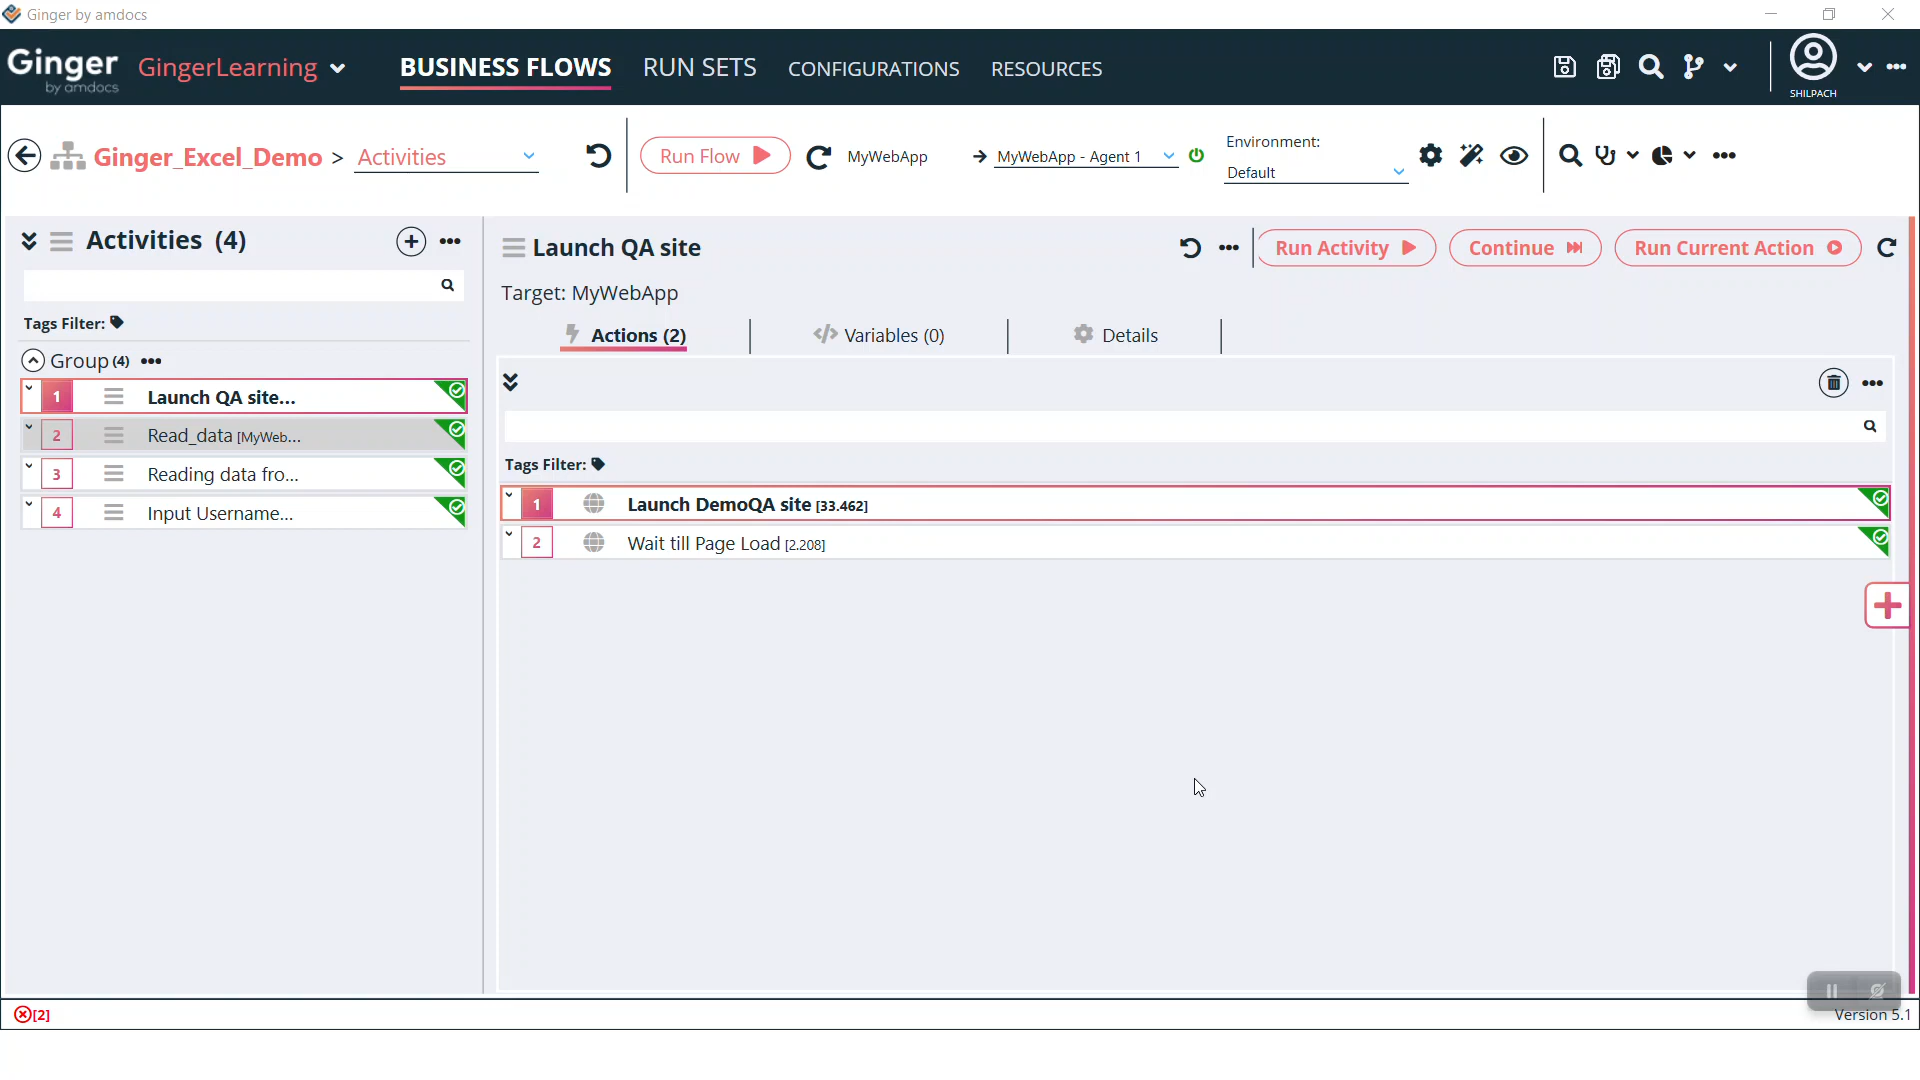 Ginger by amdocs
Ginger by amdocs GingerLearning BUSINESS FLOWS RUN SETS CONFIGURATIONS RESOURCES SHILPACH
Ginger_Excel_Demo > Activities Run Flow MyWebApp MyWebApp - Agent 1 Environment: Default
Activities (4)
Tags Filter:
Group (4)
1 Launch QA site...
2 Read_data [MyWeb...
3 Reading data fro...
4 Input Username...
Launch QA site Run Activity Continue Run Current Action
Target: MyWebApp
Actions (2) Variables (0) Details
Tags Filter:
1 Launch DemoQA site [33.462]
2 Wait till Page Load [2.208]
[2]
Version 5.1